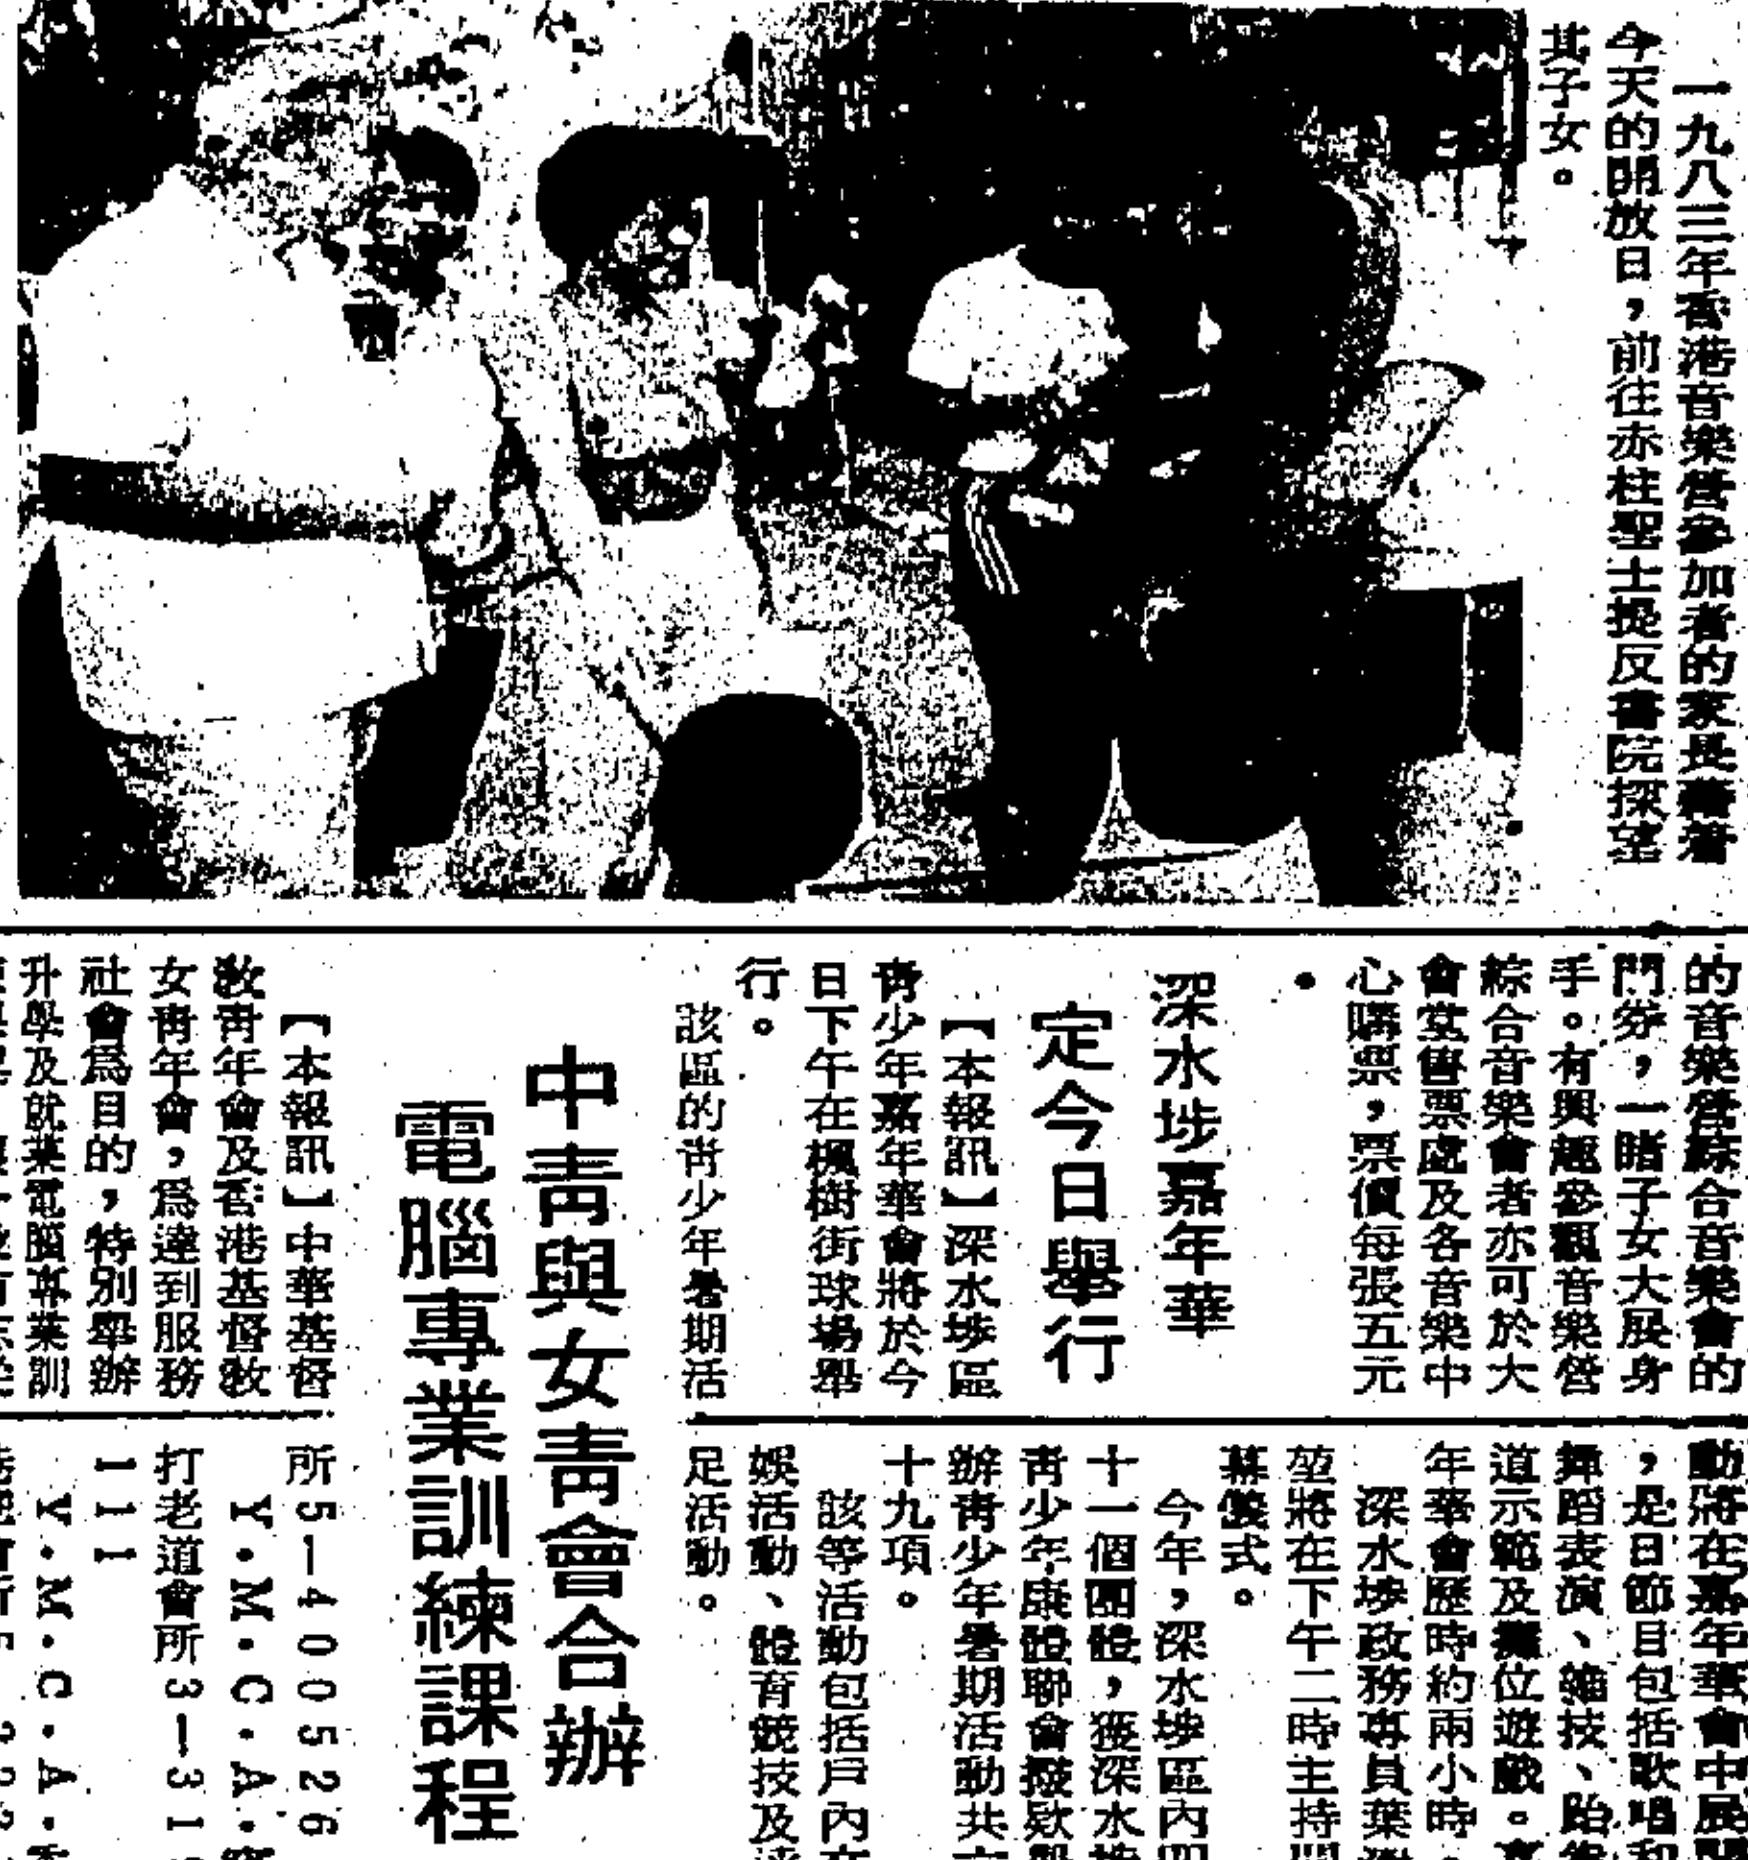 一九八三年香港音樂營參加者的家長藉着
今天的開放日，前往赤柱聖士提反書院探望
其子女。
的音樂營綜合音樂會的
門券，一睹子女大展身
手。有興趣參觀音樂營
綜合音樂會者亦可於大
會堂售票處及各音樂中
心購票，票價每張五元
。
深水埗嘉年華
定今日舉行
【本報訊】深水埗區
青少年嘉年華會將於今
日下午在楓樹街球場舉
行。
該區的青少年暑期活
動將在嘉年華會中展開
，是日節目包括歌唱和
舞蹈表演、雜技、跆
道示範及攤位遊戲。嘉
年華會歷時約兩小時。
深水埗政務專員葉
堃將在下午二時主持開
幕儀式。
今年，深水埗區內四
十一個團體，獲深水埗
青少年康體聯會撥款舉
辦青少年暑期活動共六
十九項。
該等活動包括戶內
娛活動、體育競技及
足活動。
中青與女青會合辦
電腦專業訓練課程
【本報訊】中華基督
教青年會及香港基督教
女青年會，爲達到服務
社會爲目的，特別舉辦
升學及就業電腦專業訓
所5—400526
Y·M·C·A·
打老道會所3—31
111
Y·M·C·A·